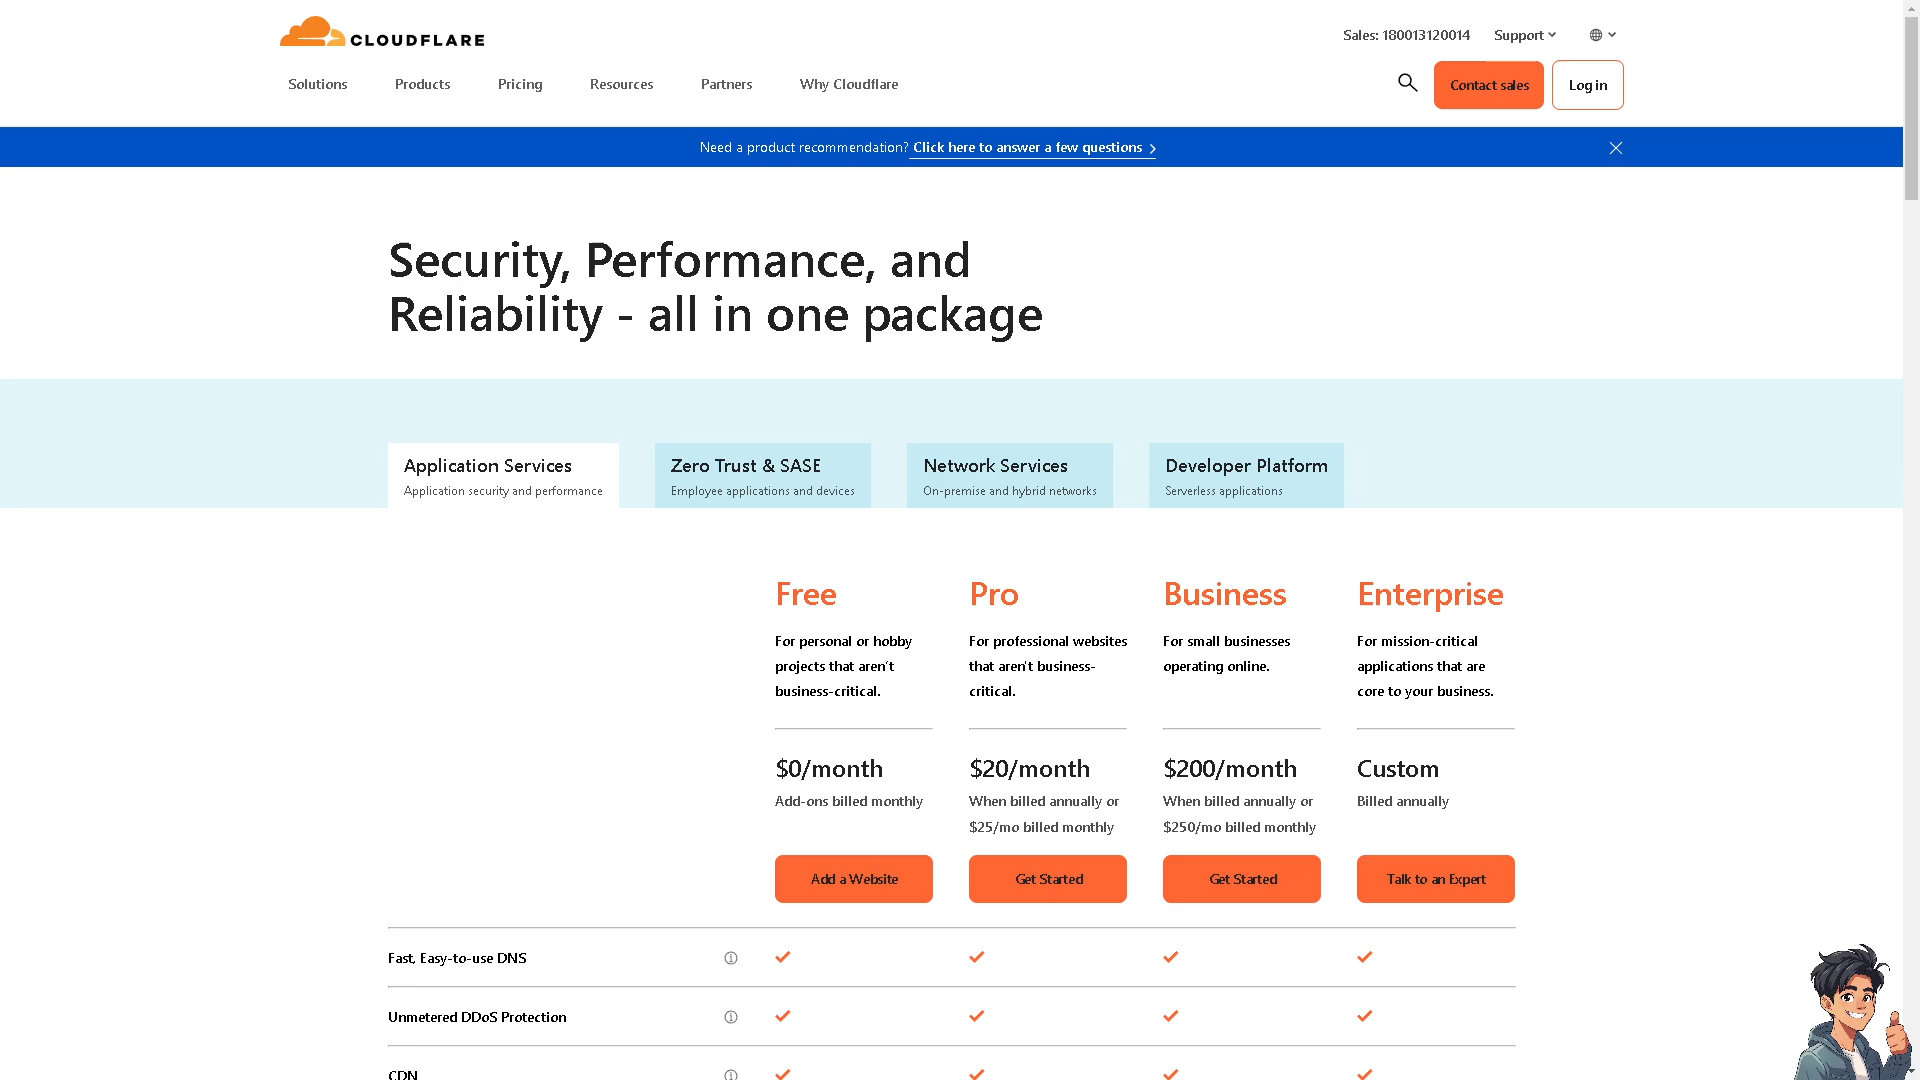 CLOUDFLARE
Sales: 180013120014
Support
Solutions
Products
Pricing
Resources
Partners
Why Cloudflare
Contact sales
Log in
Need a product recommendation? Click here to answer a few questions
Security, Performance, and
Reliability - all in one package
Application Services
Application security and performance
Zero Trust & SASE
Employee applications and devices
Network Services
On-premise and hybrid networks
Developer Platform
Serverless applications
Free
For personal or hobby
projects that aren't
business-critical.
$0/month
Add-ons billed monthly
Add a Website
Pro
For professional websites
that aren't business-
critical.
$20/month
When billed annually or
$25/mo billed monthly
Get Started
Business
For small businesses
operating online.
$200/month
When billed annually or
$250/mo billed monthly
Get Started
Enterprise
For mission-critical
applications that are
core to your business.
Custom
Billed annually
Talk to an Expert
Fast, Easy-to-use DNS
Unmetered DDoS Protection
CDN